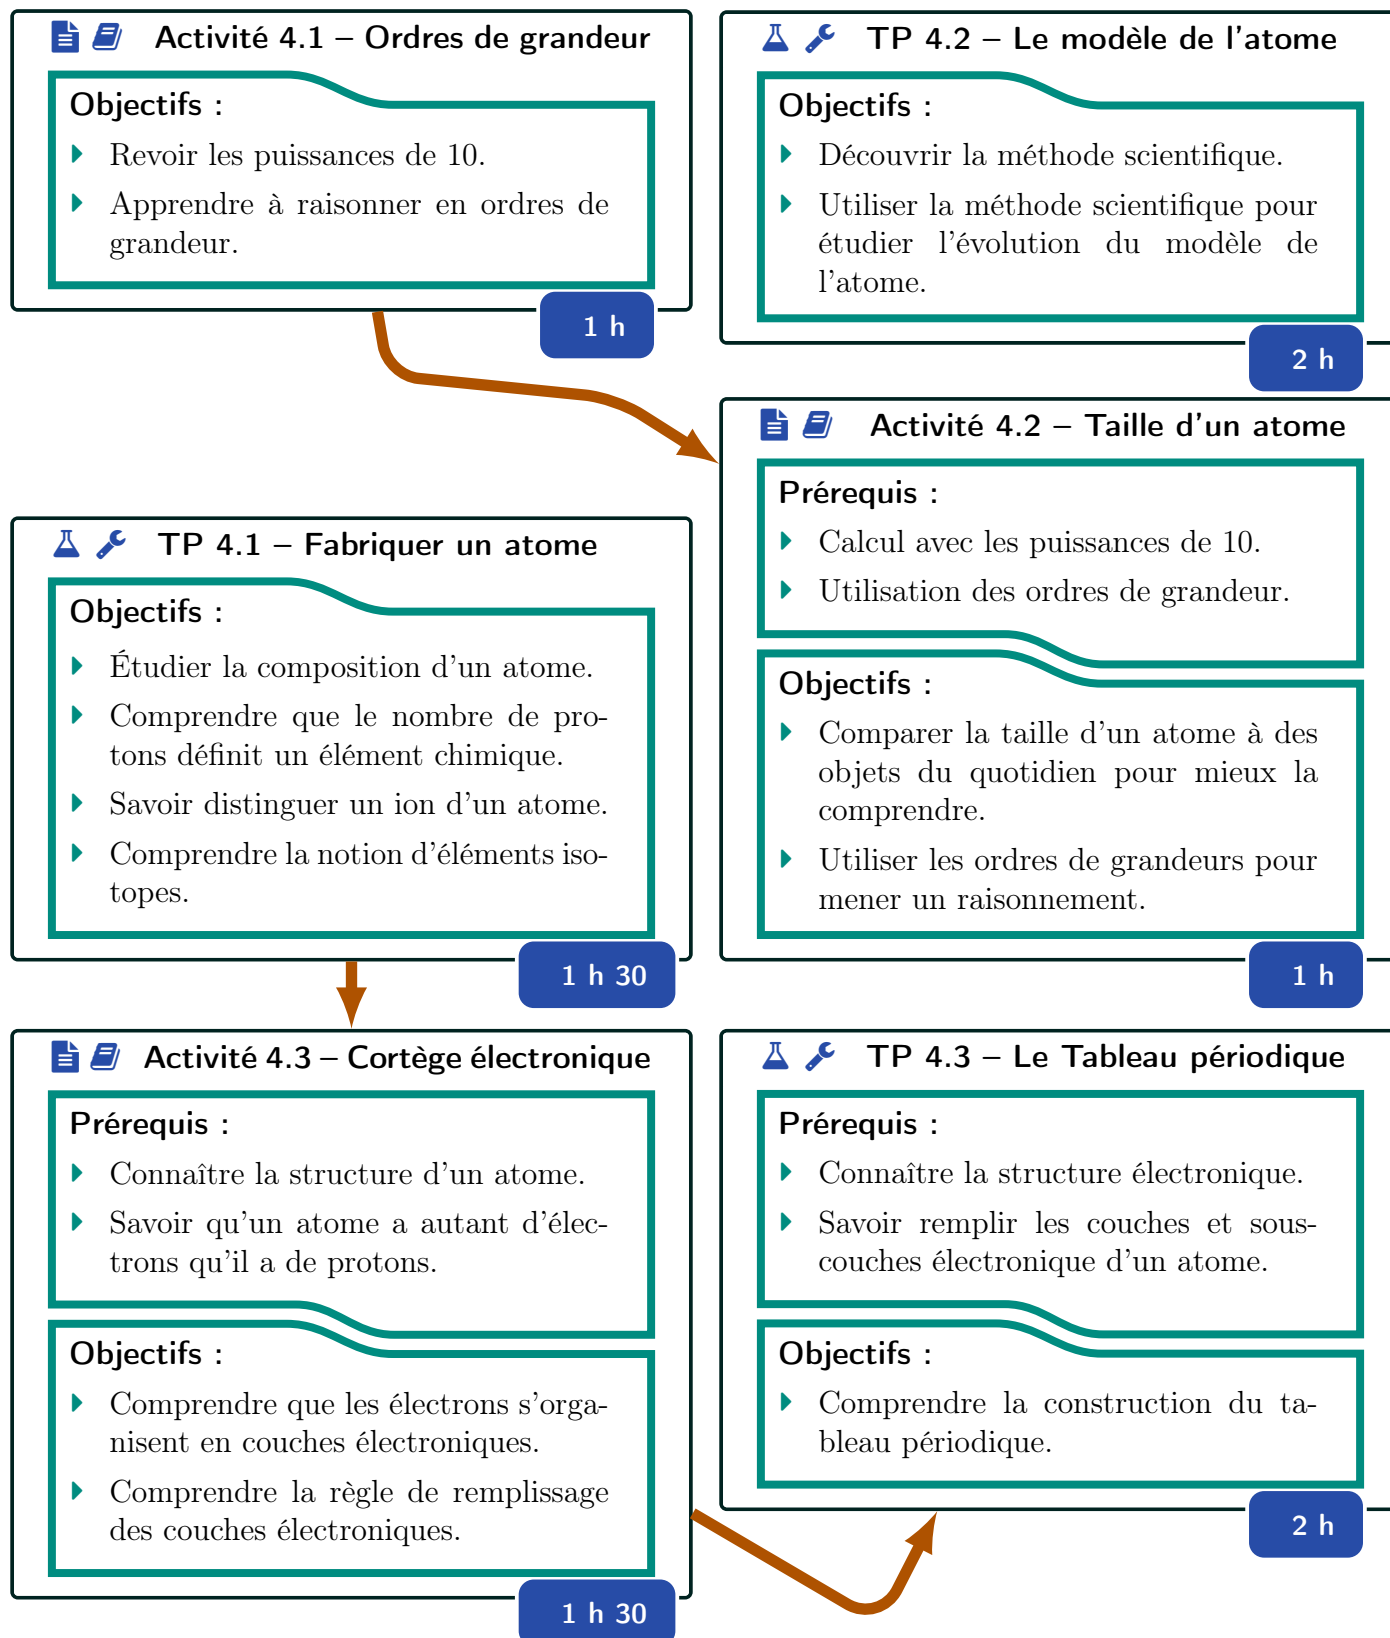 Activité 4.1 – Ordres de grandeur
Objectifs :
Revoir les puissances de 10.
Apprendre à raisonner en ordres de
grandeur.
1 h
TP 4.2 – Le modèle de l'atome
Objectifs :
Découvrir la méthode scientifique.
Utiliser la méthode scientifique pour
étudier l'évolution du modèle de
l'atome.
2 h
Activité 4.2 – Taille d'un atome
Prérequis :
Calcul avec les puissances de 10.
Utilisation des ordres de grandeur.
Objectifs :
Comparer la taille d'un atome à des
objets du quotidien pour mieux la
comprendre.
Utiliser les ordres de grandeurs pour
mener un raisonnement.
1 h
TP 4.1 – Fabriquer un atome
Objectifs :
Étudier la composition d'un atome.
Comprendre que le nombre de pro-
tons définit un élément chimique.
Savoir distinguer un ion d'un atome.
Comprendre la notion d'éléments iso-
topes.
1 h 30
Activité 4.3 – Cortège électronique
Prérequis :
Connaître la structure d'un atome.
Savoir qu'un atome a autant d'élec-
trons qu'il a de protons.
Objectifs :
Comprendre que les électrons s'orga-
nisent en couches électroniques.
Comprendre la règle de remplissage
des couches électroniques.
1 h 30
TP 4.3 – Le Tableau périodique
Prérequis :
Connaître la structure électronique.
Savoir remplir les couches et sous-
couches électronique d'un atome.
Objectifs :
Comprendre la construction du ta-
bleau périodique.
2 h